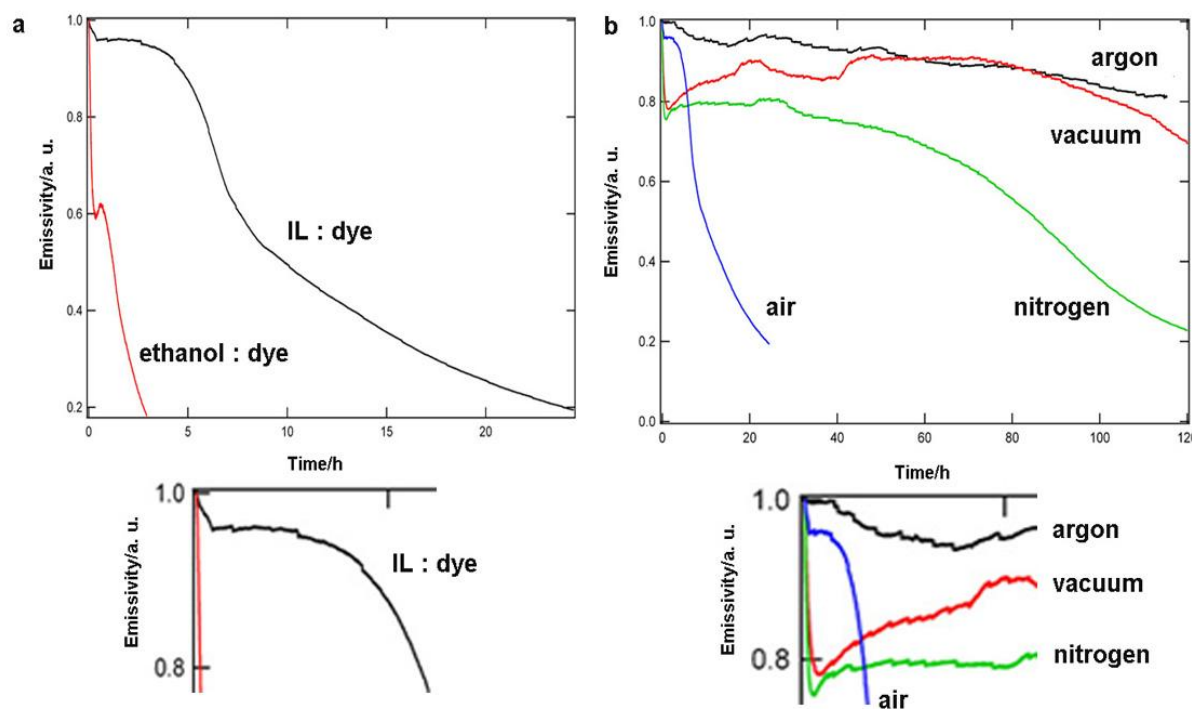 a
1.0
0.8
0.6
0.4
0.2
Emissivity/a. u.
IL : dye
ethanol : dye
0
5
10
15
20
Time/h
1.0
0.8
Emissivity/a. u.
IL : dye
b
1.0
0.8
0.6
0.4
0.2
0.0
Emissivity/a. u.
argon
vacuum
air
nitrogen
0
20
40
60
80
100
120
Time/h
1.0
0.8
Emissivity/a. u.
argon
vacuum
nitrogen
air